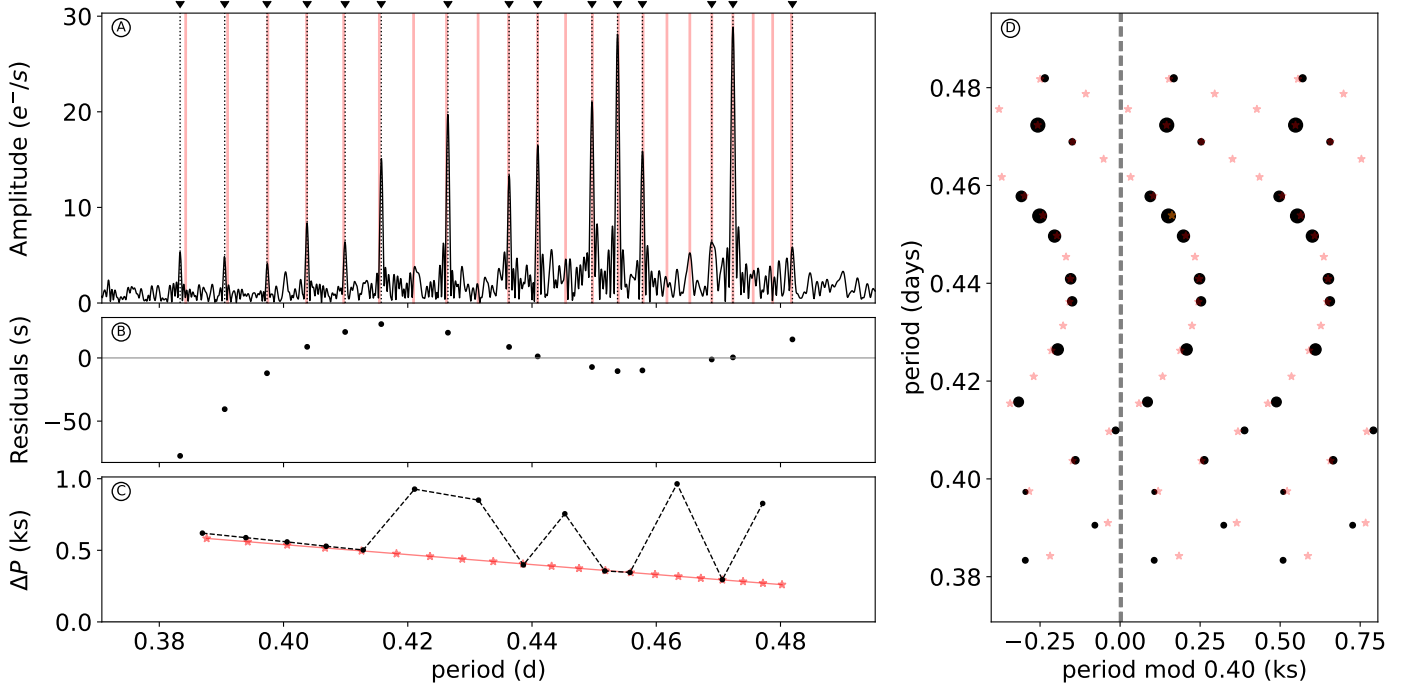 A
Amplitude (e⁻/s)
30
20
10
0
B
Residuals (s)
0
−50
C
ΔP (ks)
1.0
0.5
0.0
0.38 0.40 0.42 0.44 0.46 0.48
period (d)
D
period (days)
0.48
0.46
0.44
0.42
0.40
0.38
−0.25 0.00 0.25 0.50 0.75
period mod 0.40 (ks)